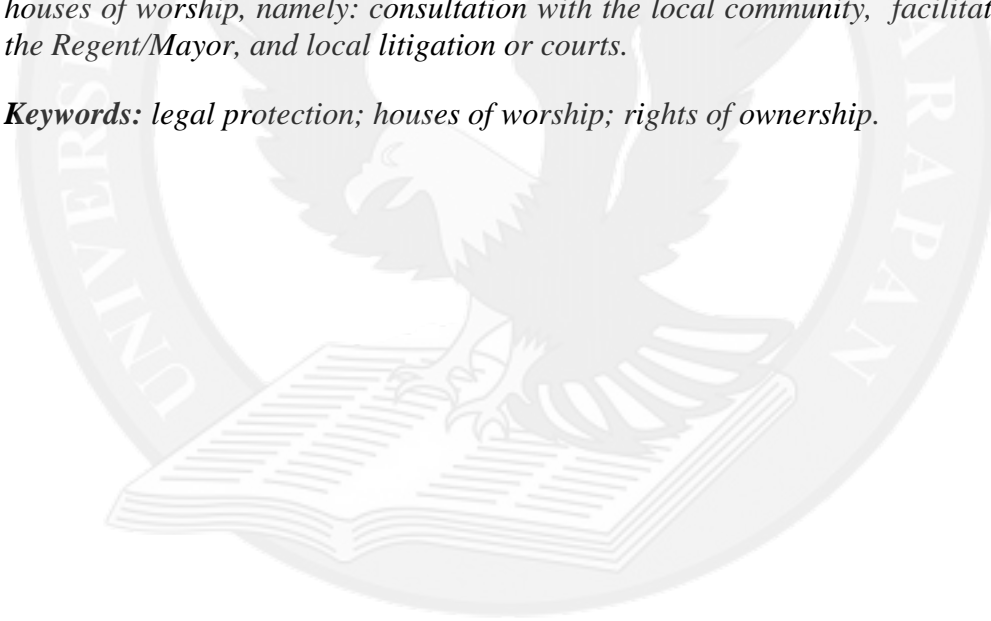 houses of worship, namely: consultation with the local community, facilitat
the Regent/Mayor, and local litigation or courts.
Keywords: legal protection; houses of worship; rights of ownership.